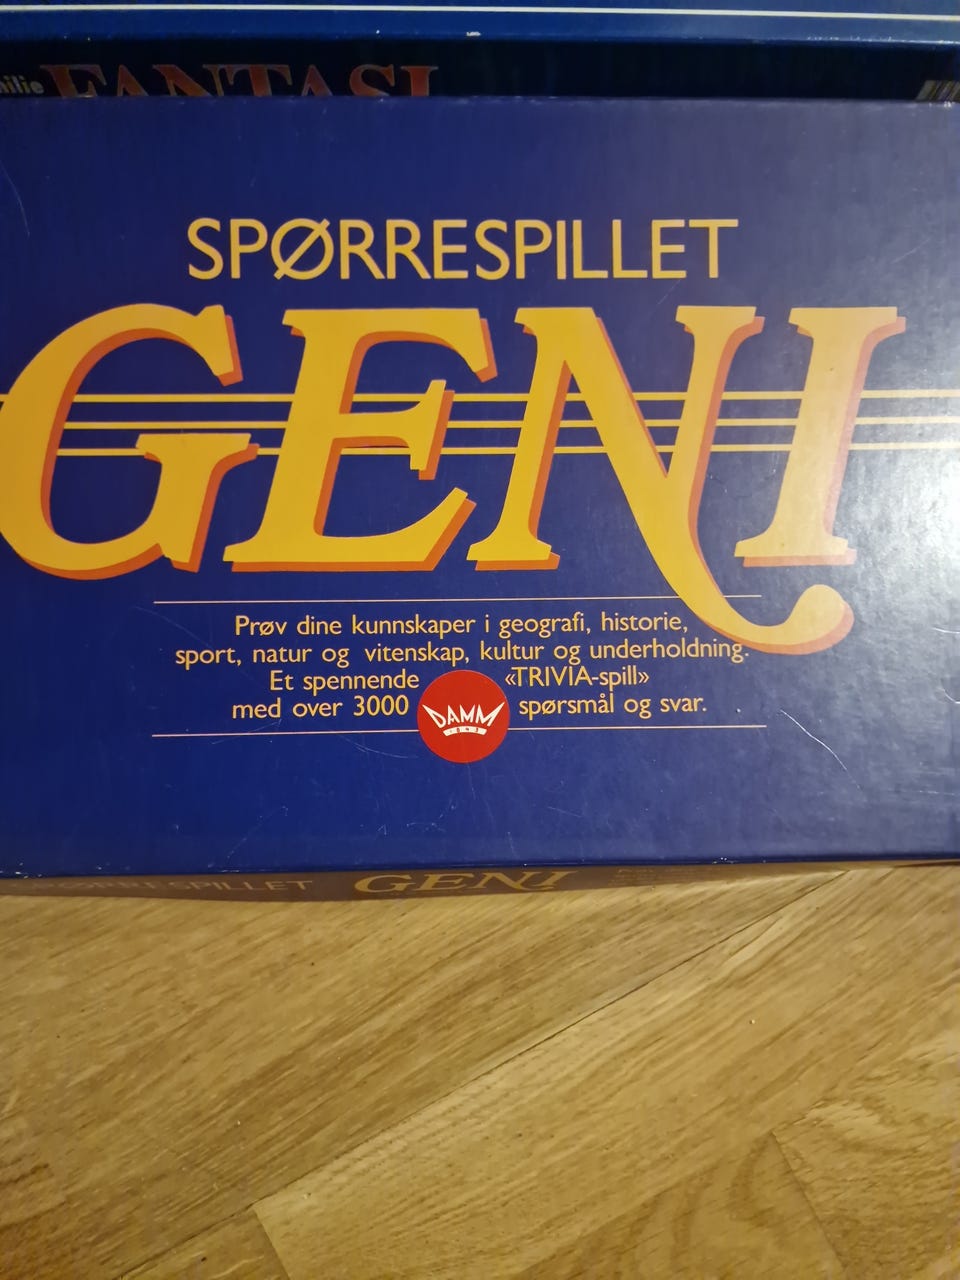 FANTASI
SPØRRESPILLET
GENI
Prøv dine kunnskaper i geografi, historie,
sport, natur og vitenskap, kultur og underholdning.
Et spennende «TRIVIA-spill»
med over 3000 spørsmål og svar.
DAMM
1843
SPØRRESPILLET GENI